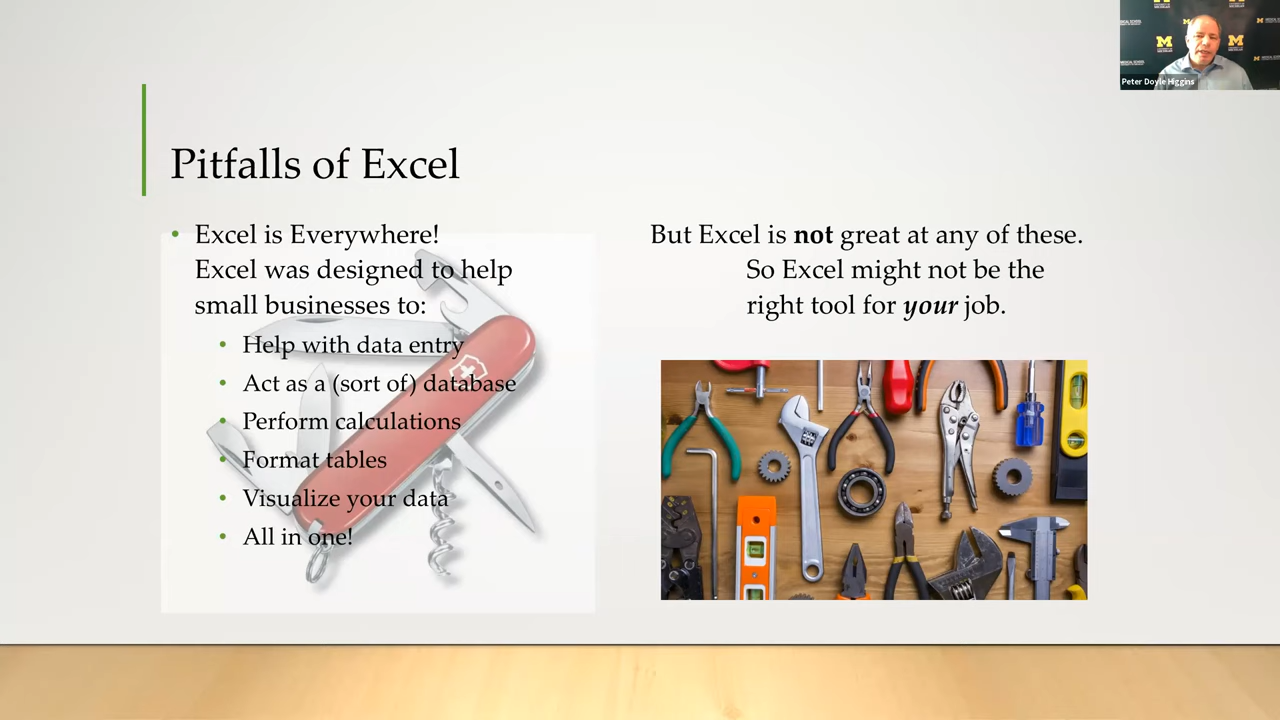 Peter Doyle Higgins
Pitfalls of Excel
• Excel is Everywhere!
Excel was designed to help
small businesses to:
• Help with data entry
• Act as a (sort of) database
• Perform calculations
• Format tables
• Visualize your data
• All in one!
But Excel is not great at any of these.
So Excel might not be the
right tool for your job.